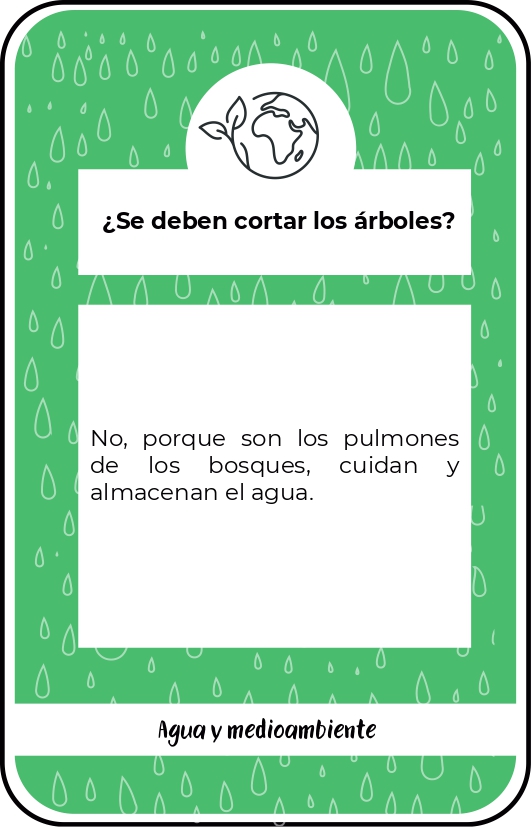 ¿Se deben cortar los árboles?
No, porque son los pulmones
de los bosques, cuidan y
almacenan el agua.
Agua y medioambiente